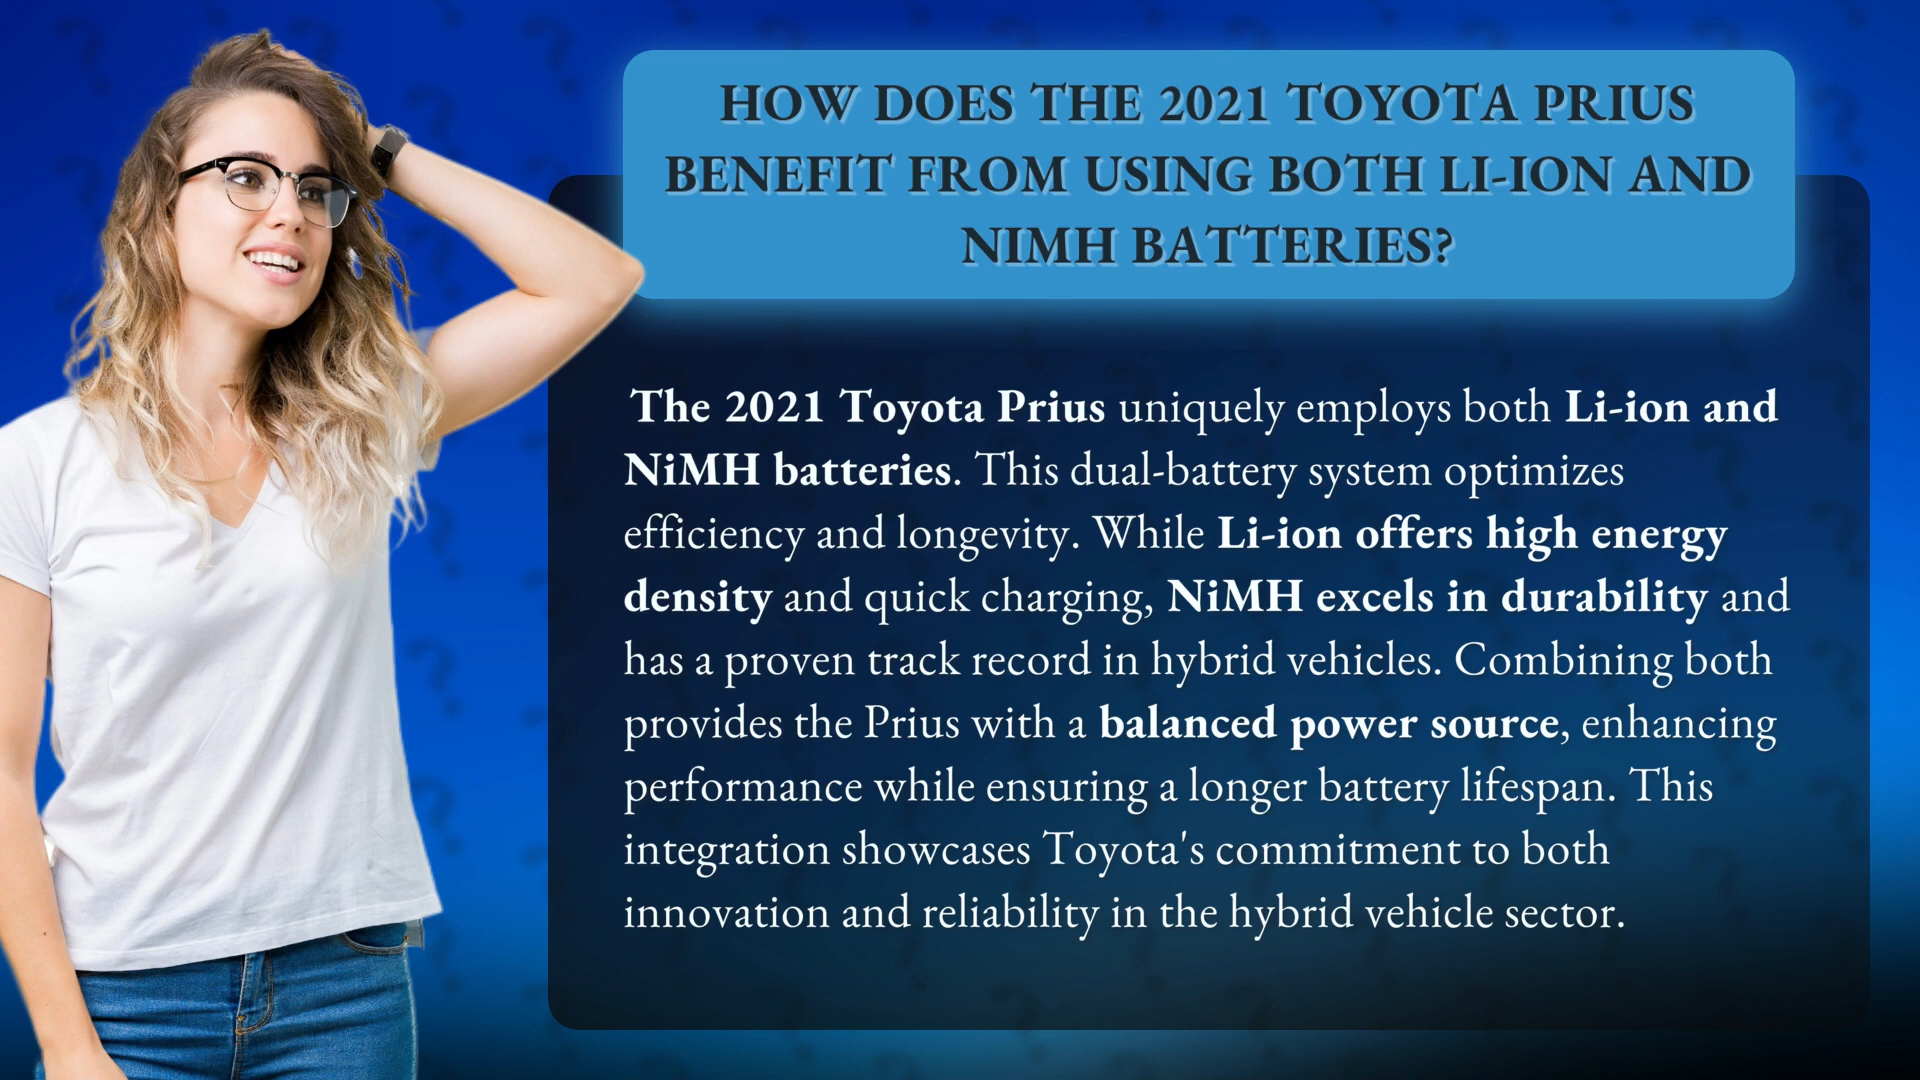 HOW DOES THE 2021 TOYOTA PRIUS
BENEFIT FROM USING BOTH LI-ION AND
NIMH BATTERIES?
The 2021 Toyota Prius uniquely employs both Li-ion and
NiMH batteries. This dual-battery system optimizes
efficiency and longevity. While Li-ion offers high energy
density and quick charging, NiMH excels in durability and
has a proven track record in hybrid vehicles. Combining both
provides the Prius with a balanced power source, enhancing
performance while ensuring a longer battery lifespan. This
integration showcases Toyota's commitment to both
innovation and reliability in the hybrid vehicle sector.